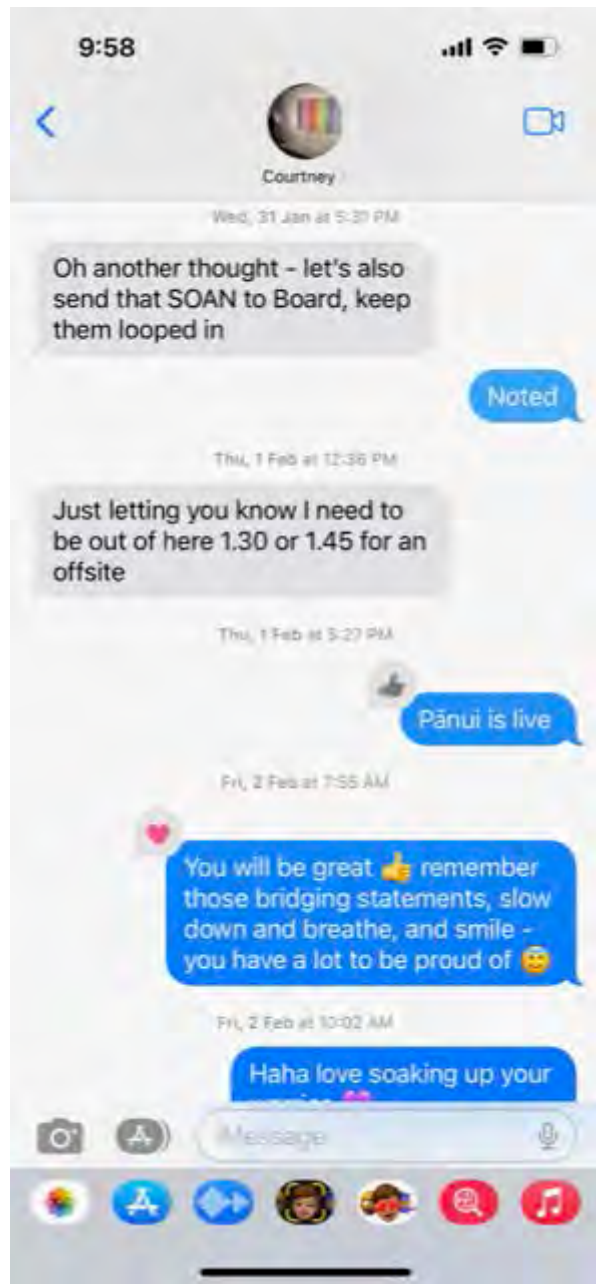 9:58
Courtney
Wed, 31 Jan at 5:31 PM
Oh another thought - let's also
send that SOAN to Board, keep
them looped in
Noted
Thu, 1 Feb at 12:36 PM
Just letting you know I need to
be out of here 1.30 or 1.45 for an
offsite
Thu, 1 Feb at 5:27 PM
Pānui is live
Fri, 2 Feb at 7:55 AM
You will be great 👍 remember
those bridging statements, slow
down and breathe, and smile -
you have a lot to be proud of 😇
Fri, 2 Feb at 10:02 AM
Haha love soaking up your
Message